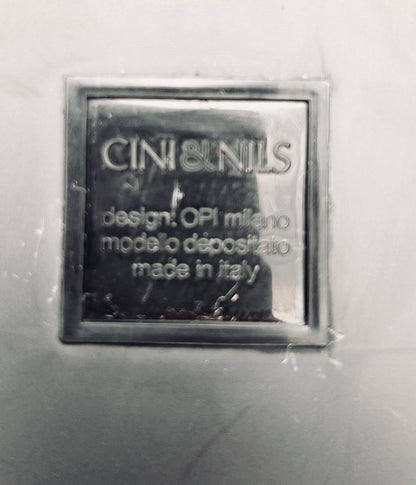 CINI&NILS
design: OPI milano
modello depositato
made in italy